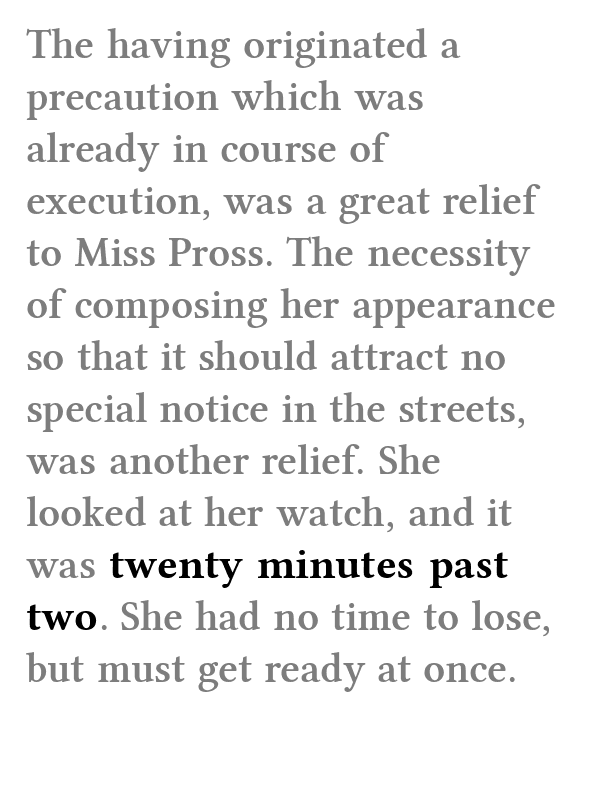 The having originated a
precaution which was
already in course of
execution, was a great relief
to Miss Pross. The necessity
of composing her appearance
so that it should attract no
special notice in the streets,
was another relief. She
looked at her watch, and it
was twenty minutes past
two. She had no time to lose,
but must get ready at once.